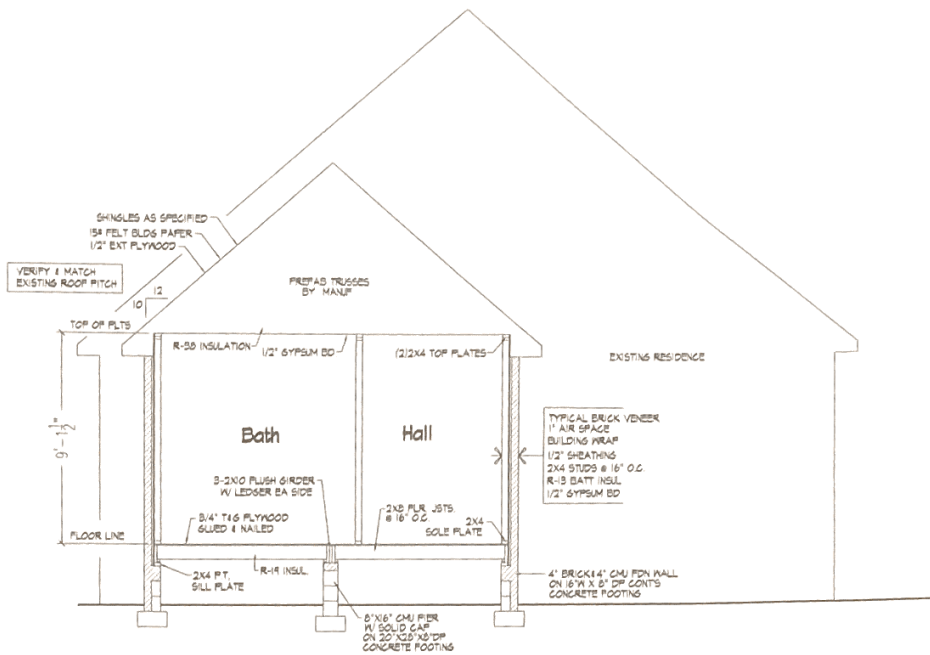 SHINGLES AS SPECIFIED
15# FELT BLDG PAPER
1/2" EXT PLYWOOD
VERIFY & MATCH
EXISTING ROOF PITCH
12
10
PREFAB TRUSSES
BY MANUF
TOP OF PLTS
R-38 INSULATION
1/2" GYPSUM BD
(2)2X4 TOP PLATES
EXISTING RESIDENCE
9'-1 1/2"
Bath
Hall
TYPICAL BRICK VENEER
1" AIR SPACE
BUILDING WRAP
1/2" SHEATHING
2X4 STUDS @ 16" O.C.
R-13 BATT INSUL
1/2" GYPSUM BD
3-2X10 FLUSH GIRDER
W/ LEDGER EA SIDE
3/4" T&G PLYWOOD
GLUED & NAILED
2X8 FLR. JSTS.
@ 16" O.C.
2X4
SOLE PLATE
FLOOR LINE
2X4 PT.
SILL PLATE
R-19 INSUL.
4" BRICK & 4" CMU FDN WALL
ON 16"W X 8" DP CONT'S
CONCRETE FOOTING
8"X16" CMU PIER
W/ SOLID CAP
ON 20"X28"X8"DP
CONCRETE FOOTING